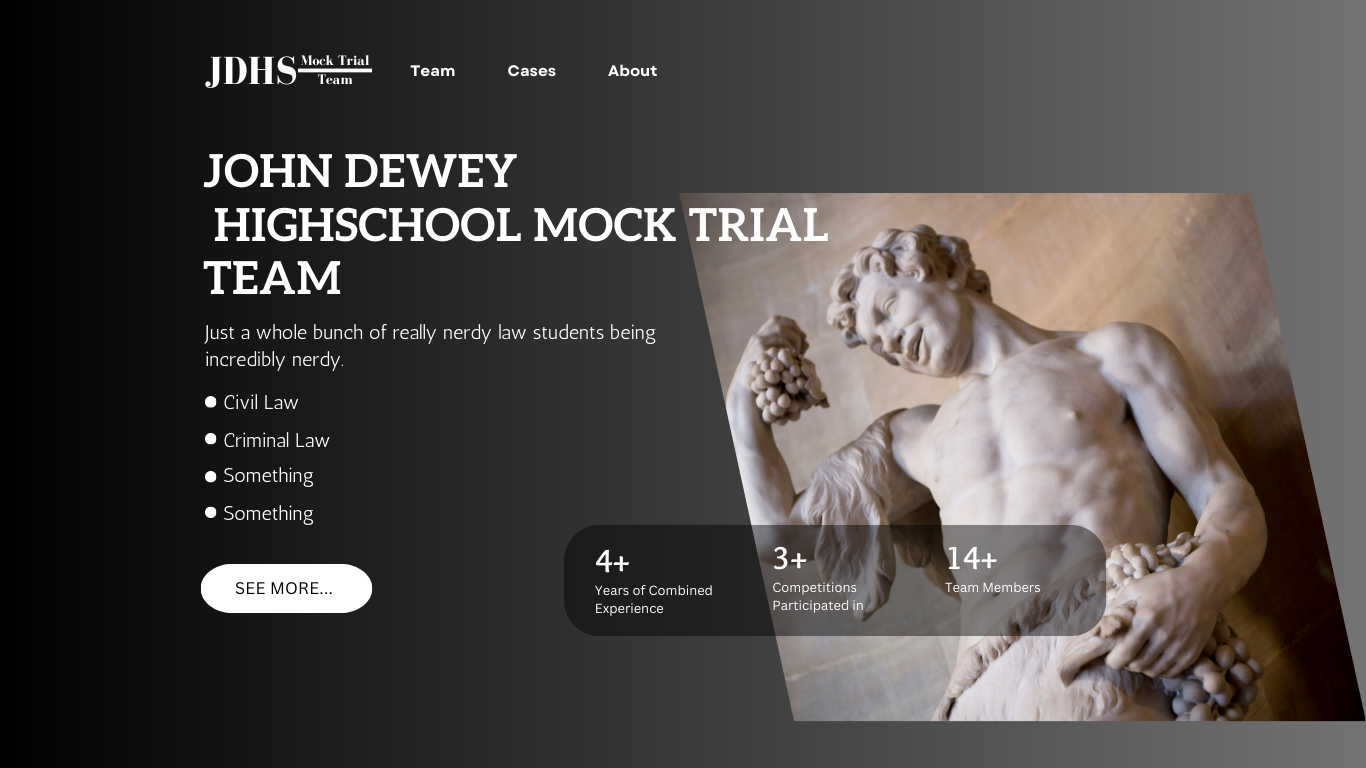 JDHS Mock Trial
Team
Team Cases About
JOHN DEWEY
HIGHSCHOOL MOCK TRIAL
TEAM
Just a whole bunch of really nerdy law students being
incredibly nerdy.
Civil Law
Criminal Law
Something
Something
SEE MORE...
4+
Years of Combined
Experience
3+
Competitions
Participated in
14+
Team Members